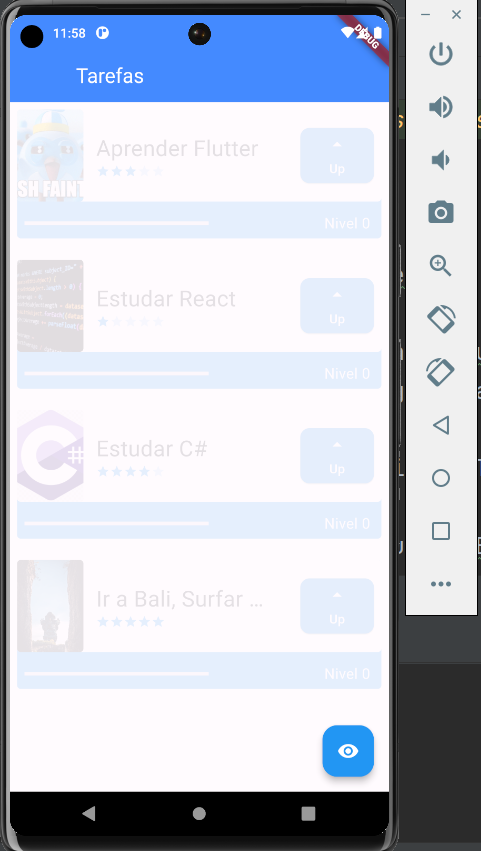 11:58
DEBUG
Tarefas
SH FAINT
Aprender Flutter
Up
Nivel 0
Estudar React
Up
Nivel 0
C#
Estudar C#
Up
Nivel 0
Ir a Bali, Surfar ...
Up
Nivel 0